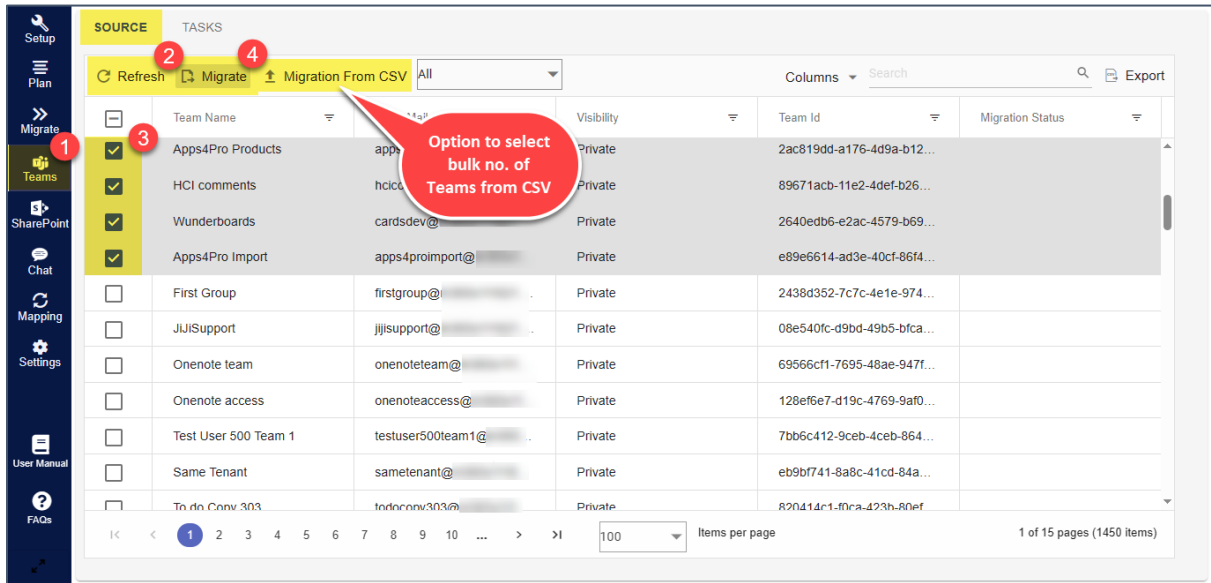 Setup
Plan
Migrate
1
Teams
SharePoint
Chat
Mapping
Settings
User Manual
FAQs
SOURCE TASKS
2 4
Refresh Migrate Migration From CSV All Columns Search Export
Team Name Mail Visibility Team Id Migration Status
3
Option to select
bulk no. of
Teams from CSV
Apps4Pro Products apps Private 2ac819dd-a176-4d9a-b12...
HCI comments hcico Private 89671acb-11e2-4def-b26...
Wunderboards cardsdev@ Private 2640edb6-e2ac-4579-b69...
Apps4Pro Import apps4proimport@ Private e89e6614-ad3e-40cf-86f4...
First Group firstgroup@ Private 2438d352-7c7c-4e1e-974...
JiJiSupport jijisupport@ Private 08e540fc-d9bd-49b5-bfca...
Onenote team onenoteteam@ Private 69566cf1-7695-48ae-947f...
Onenote access onenoteaccess@ Private 128ef6e7-d19c-4769-9af0...
Test User 500 Team 1 testuser500team1@ Private 7bb6c412-9ceb-4ceb-864...
Same Tenant sametenant@ Private eb9bf741-8a8c-41cd-84a...
To do Copy 303 todocopy303@ Private 820414c1-f0ca-423b-80ef
1 2 3 4 5 6 7 8 9 10 ... 100 Items per page 1 of 15 pages (1450 items)